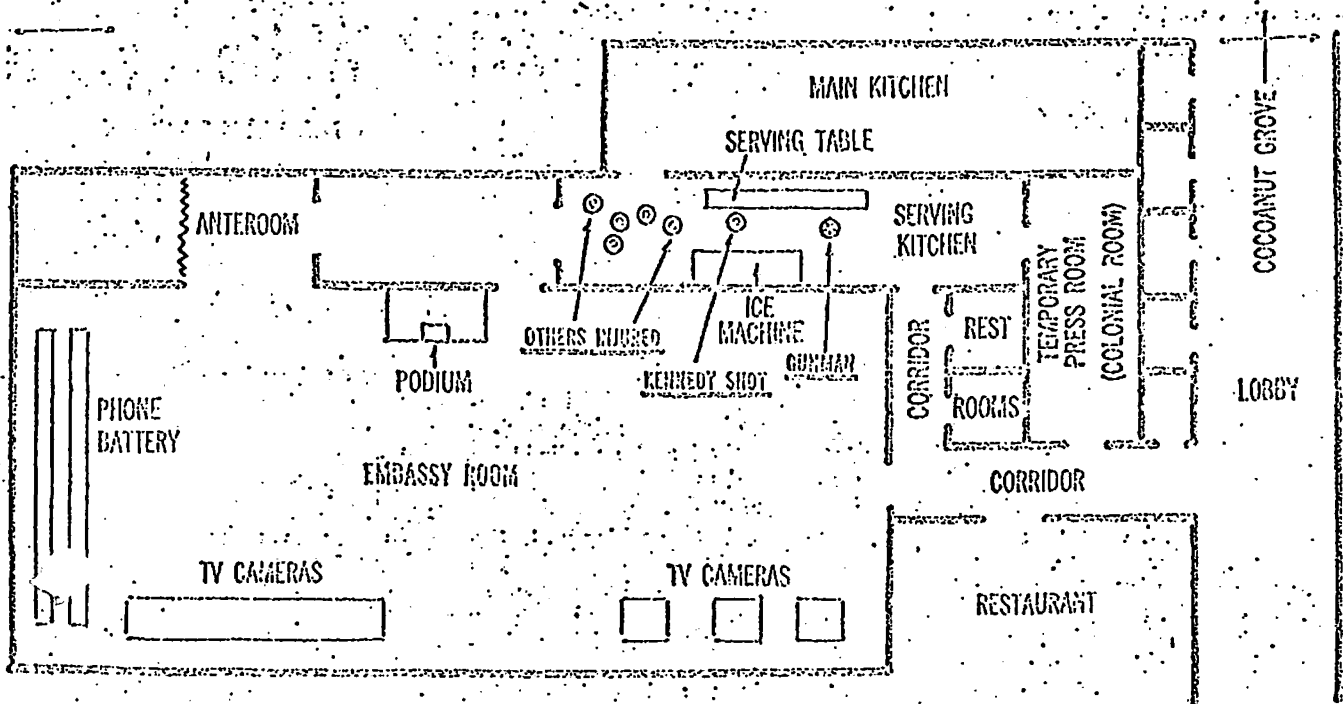 MAIN KITCHEN
SERVING TABLE
ANTEROOM
SERVING
KITCHEN
TEMPORARY
PRESS ROOM
(COLONIAL ROOM)
COCOANUT GROVE
ICE
MACHINE
OTHERS INJURED
KENNEDY SHOT
GUNMAN
PODIUM
CORRIDOR
REST
ROOMS
LOBBY
PHONE
BATTERY
EMBASSY ROOM
CORRIDOR
TV CAMERAS
TV CAMERAS
RESTAURANT